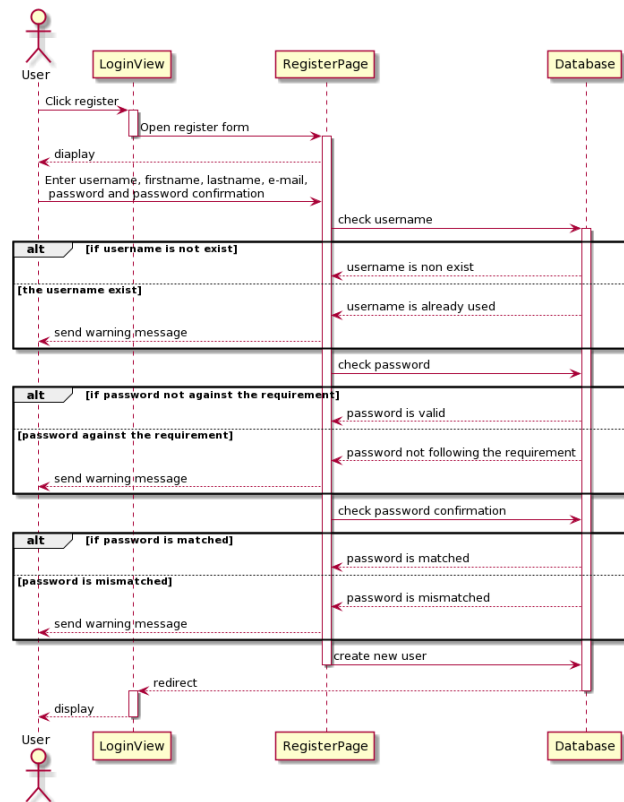 User
LoginView
RegisterPage
Database
Click register
Open register form
diaplay
Enter username, firstname, lastname, e-mail,
password and password confirmation
check username
alt
[if username is not exist]
username is non exist
[the username exist]
username is already used
send warning message
check password
alt
[if password not against the requirement]
password is valid
[password against the requirement]
password not following the requirement
send warning message
check password confirmation
alt
[if password is matched]
password is matched
[password is mismatched]
password is mismatched
send warning message
create new user
redirect
display
User
LoginView
RegisterPage
Database